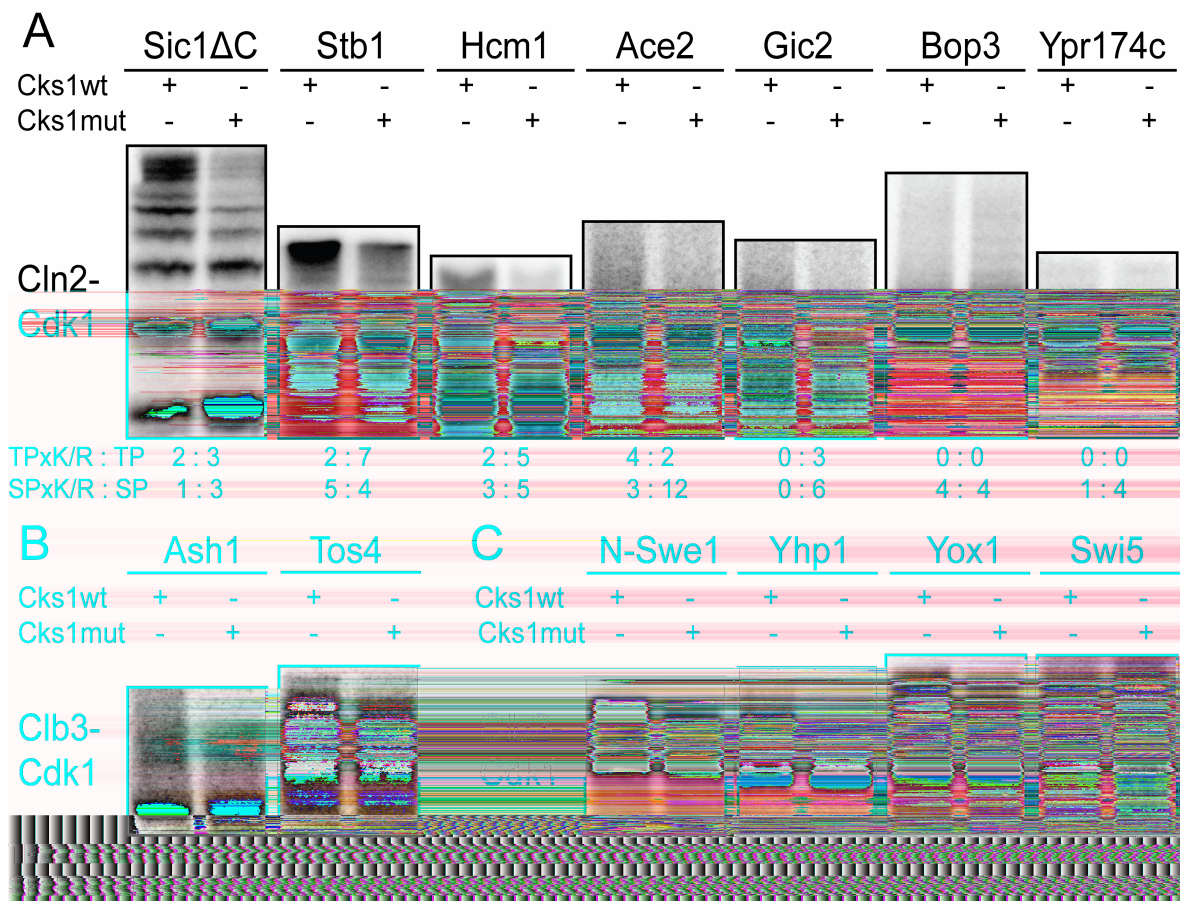 A
Sic1ΔC Stb1 Hcm1 Ace2 Gic2 Bop3 Ypr174c
Cks1wt + - + - + - + - + - + - + -
Cks1mut - + - + - + - + - + - + - +
Cln2-
Cdk1
TPxK/R : TP 2 : 3 2 : 7 2 : 5 4 : 2 0 : 3 0 : 0 0 : 0
SPxK/R : SP 1 : 3 5 : 4 3 : 5 3 : 12 0 : 6 4 : 4 1 : 4
B
Ash1 Tos4
Cks1wt + - + -
Cks1mut - + - +
Clb3-
Cdk1
C
N-Swe1 Yhp1 Yox1 Swi5
Cks1wt + - + - + - + -
Cks1mut - + - + - + - +
Cdk1